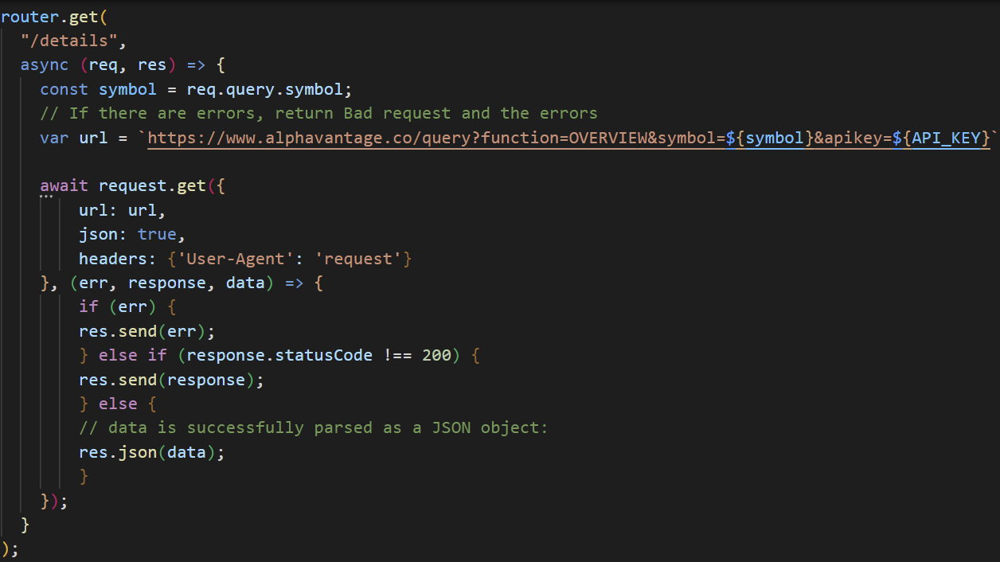 router.get(
"/details",
async (req, res) => {
const symbol = req.query.symbol;
// If there are errors, return Bad request and the errors
var url = `https://www.alphavantage.co/query?function=OVERVIEW&symbol=${symbol}&apikey=${API_KEY}`
await request.get({
url: url,
json: true,
headers: {'User-Agent': 'request'}
}, (err, response, data) => {
if (err) {
res.send(err);
} else if (response.statusCode !== 200) {
res.send(response);
} else {
// data is successfully parsed as a JSON object:
res.json(data);
}
});
}
);